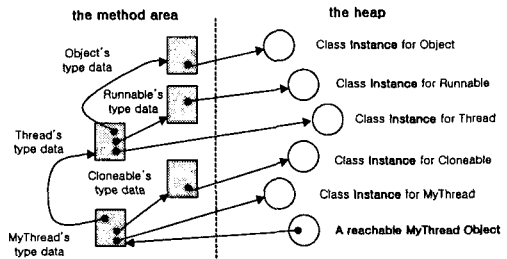 the method area
the heap
Object's
type data
Class Instance for Object
Runnable's
type data
Class Instance for Runnable
Thread's
type data
Class Instance for Thread
Cloneable's
type data
Class Instance for Cloneable
Class Instance for MyThread
MyThread's
type data
A reachable MyThread Object